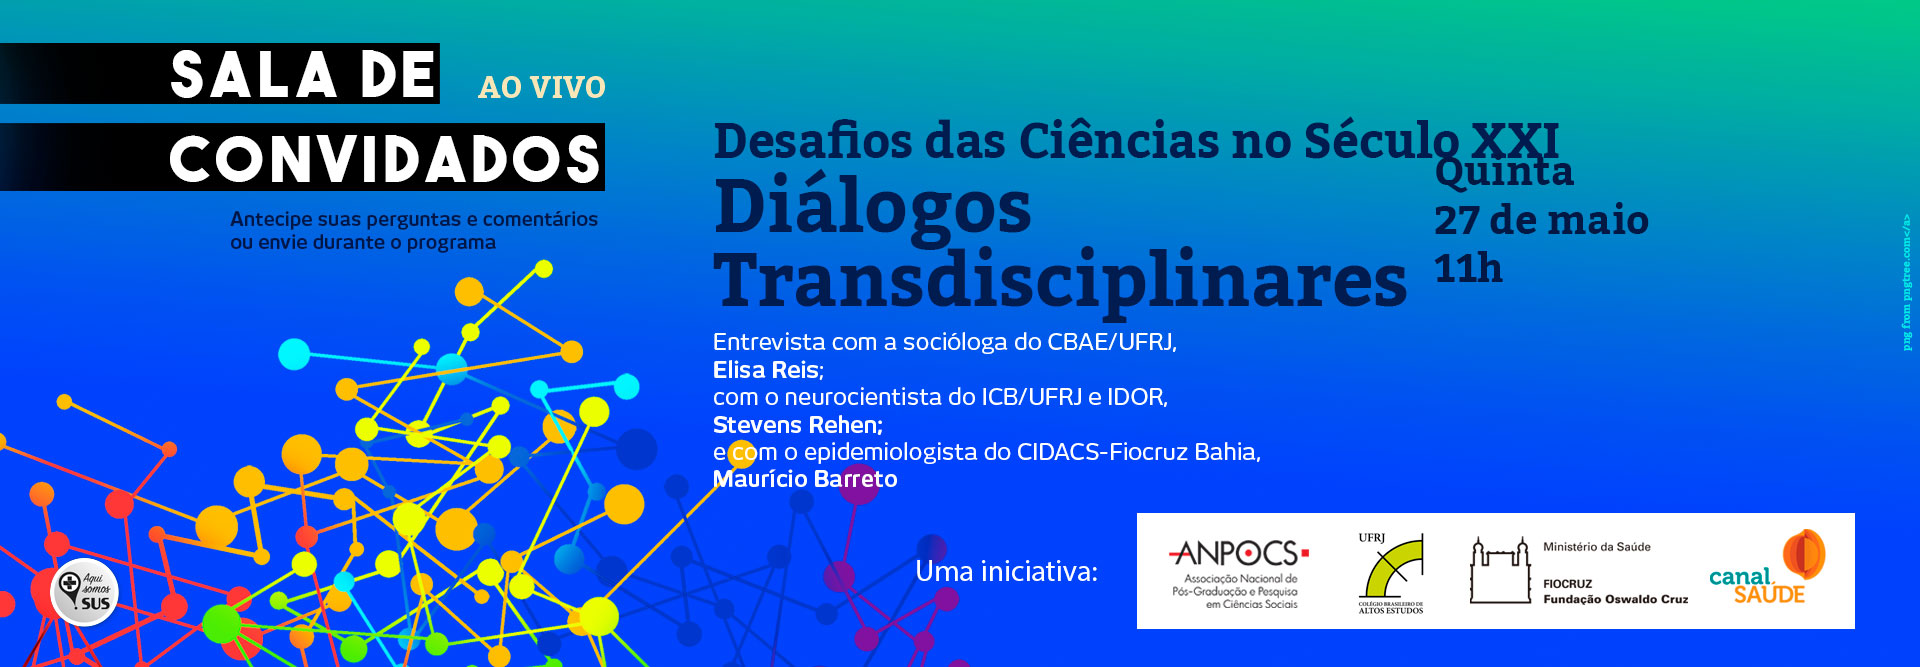 SALA DE
AO VIVO
CONVIDADOS
Antecipe suas perguntas e comentários
ou envie durante o programa
Desafios das Ciências no Século XXI
Diálogos
Transdisciplinares
Quinta
27 de maio
11h
Entrevista com a socióloga do CBAE/UFRJ,
Elisa Reis;
com o neurocientista do ICB/UFRJ e IDOR,
Stevens Rehen;
e com o epidemiologista do CIDACS-Fiocruz Bahia,
Maurício Barreto
png from pngtree.com</a>
Aqui
somos
SUS
Uma iniciativa:
ANPOCS
Associação Nacional de
Pós-Graduação e Pesquisa
em Ciências Sociais
UFRJ
COLÉGIO BRASILEIRO DE
ALTOS ESTUDOS
Ministério da Saúde
FIOCRUZ
Fundação Oswaldo Cruz
canal
SAÚDE